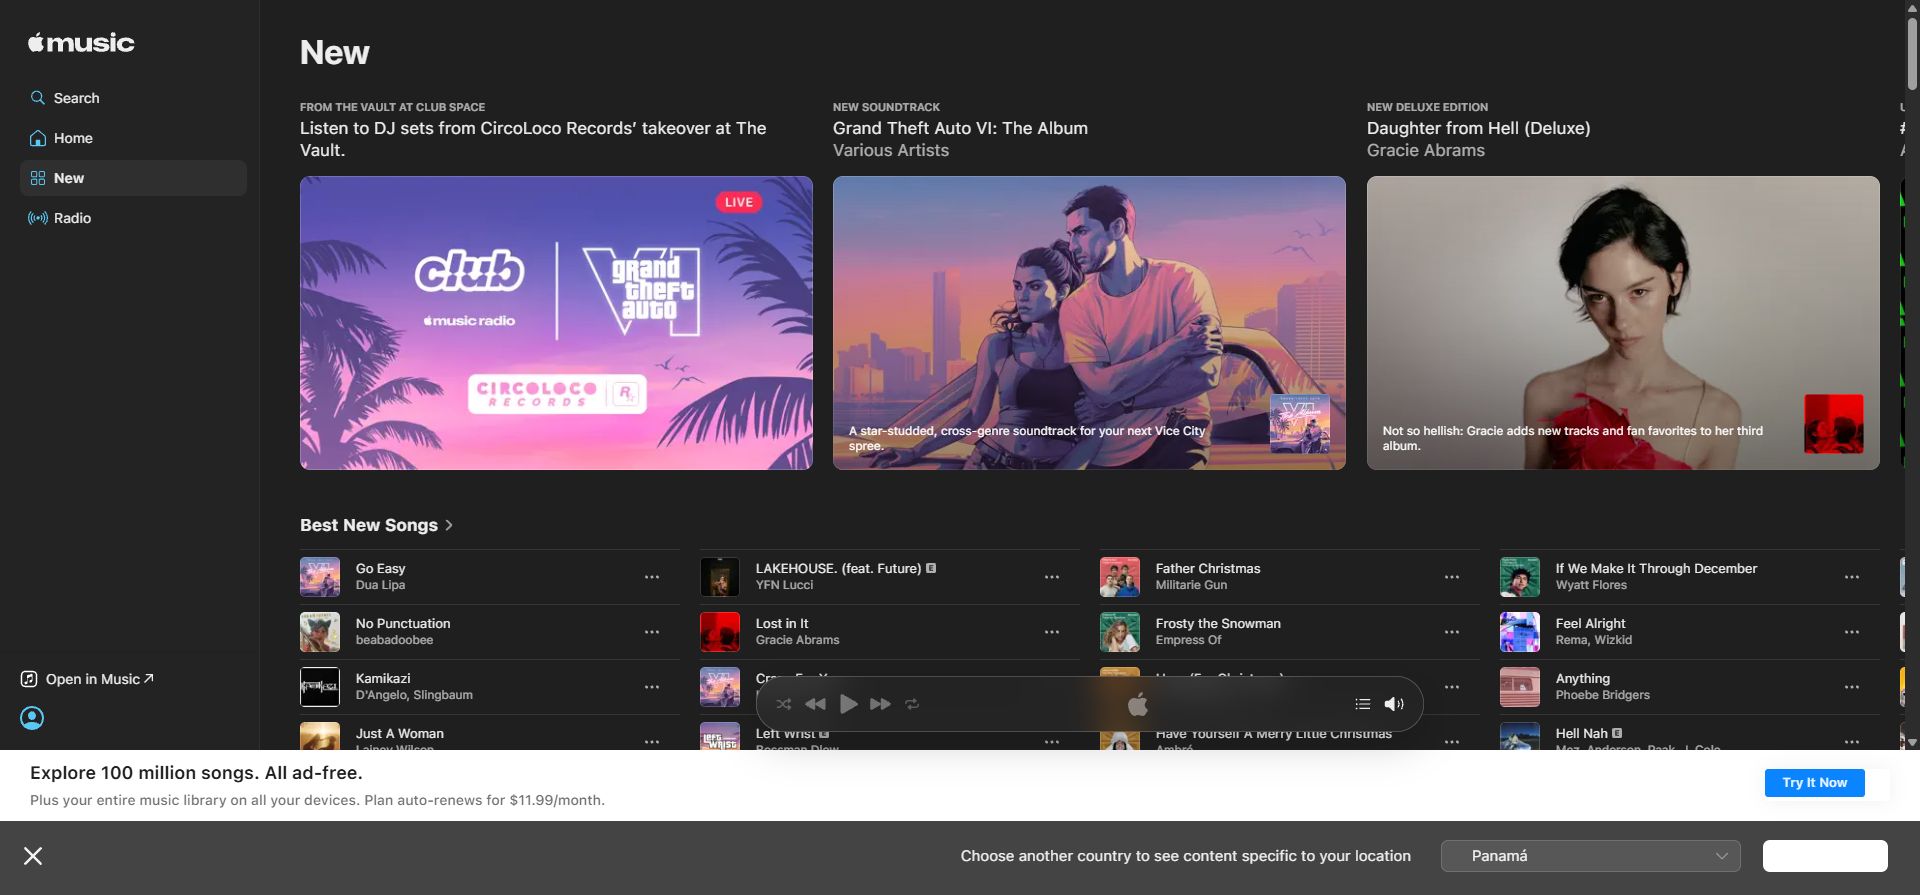 music
Search
Home
New
Radio
Open in Music
New
FROM THE VAULT AT CLUB SPACE
Listen to DJ sets from CircoLoco Records’ takeover at The
Vault.
LIVE
club
music radio
grand
theft
auto
VI
CIRCOLOCO
RECORDS
R
NEW SOUNDTRACK
Grand Theft Auto VI: The Album
Various Artists
A star-studded, cross-genre soundtrack for your next Vice City
spree.
NEW DELUXE EDITION
Daughter from Hell (Deluxe)
Gracie Abrams
Not so hellish: Gracie adds new tracks and fan favorites to her third
album.
Best New Songs
Go Easy
Dua Lipa
No Punctuation
beabadoobee
Kamikazi
D'Angelo, Slingbaum
Just A Woman
Lainey Wilson
LAKEHOUSE. (feat. Future) E
YFN Lucci
Lost in It
Gracie Abrams
LEFT
WRIST
Left Wrist E
Father Christmas
Militarie Gun
Frosty the Snowman
Empress Of
Have Yourself A Merry Little Christmas
Ambré
If We Make It Through December
Wyatt Flores
Feel Alright
Rema, Wizkid
Anything
Phoebe Bridgers
Hell Nah E
Explore 100 million songs. All ad-free.
Plus your entire music library on all your devices. Plan auto-renews for $11.99/month.
Try It Now
Choose another country to see content specific to your location
Panamá